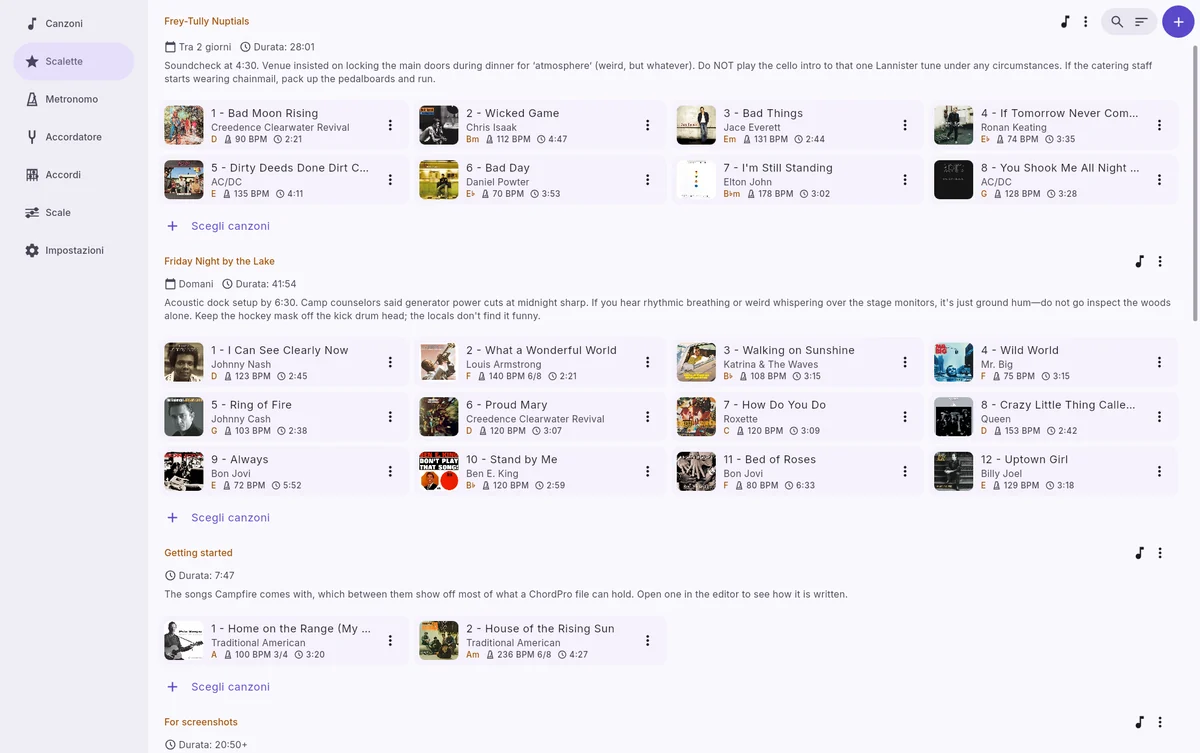 Canzoni
Scalette
Metronomo
Accordatore
Accordi
Scale
Impostazioni
Frey-Tully Nuptials
Tra 2 giorni Durata: 28:01
Soundcheck at 4:30. Venue insisted on locking the main doors during dinner for ‘atmosphere’ (weird, but whatever). Do NOT play the cello intro to that one Lannister tune under any circumstances. If the catering staff
starts wearing chainmail, pack up the pedalboards and run.
1 - Bad Moon Rising
Creedence Clearwater Revival
D 90 BPM 2:21
2 - Wicked Game
Chris Isaak
Bm 112 BPM 4:47
3 - Bad Things
Jace Everett
Em 131 BPM 2:44
4 - If Tomorrow Never Com...
Ronan Keating
E♭ 74 BPM 3:35
5 - Dirty Deeds Done Dirt C...
AC/DC
E 135 BPM 4:11
6 - Bad Day
Daniel Powter
E♭ 70 BPM 3:53
7 - I'm Still Standing
Elton John
B♭m 178 BPM 3:02
8 - You Shook Me All Night ...
AC/DC
G 128 BPM 3:28
Scegli canzoni
Friday Night by the Lake
Domani Durata: 41:54
Acoustic dock setup by 6:30. Camp counselors said generator power cuts at midnight sharp. If you hear rhythmic breathing or weird whispering over the stage monitors, it's just ground hum—do not go inspect the woods
alone. Keep the hockey mask off the kick drum head; the locals don't find it funny.
1 - I Can See Clearly Now
Johnny Nash
D 123 BPM 2:45
2 - What a Wonderful World
Louis Armstrong
F 140 BPM 6/8 2:21
3 - Walking on Sunshine
Katrina & The Waves
B♭ 108 BPM 3:15
4 - Wild World
Mr. Big
F 75 BPM 3:15
5 - Ring of Fire
Johnny Cash
G 103 BPM 2:38
6 - Proud Mary
Creedence Clearwater Revival
D 120 BPM 3:07
7 - How Do You Do
Roxette
C 120 BPM 3:09
8 - Crazy Little Thing Calle...
Queen
D 153 BPM 2:42
9 - Always
Bon Jovi
E 72 BPM 5:52
DON'T PLAY
THAT SONG!
10 - Stand by Me
Ben E. King
B♭ 120 BPM 2:59
11 - Bed of Roses
Bon Jovi
F 80 BPM 6:33
12 - Uptown Girl
Billy Joel
E 129 BPM 3:18
Scegli canzoni
Getting started
Durata: 7:47
The songs Campfire comes with, which between them show off most of what a ChordPro file can hold. Open one in the editor to see how it is written.
1 - Home on the Range (My ...
Traditional American
A 100 BPM 3/4 3:20
2 - House of the Rising Sun
Traditional American
Am 236 BPM 6/8 4:27
Scegli canzoni
For screenshots
Durata: 20:50+